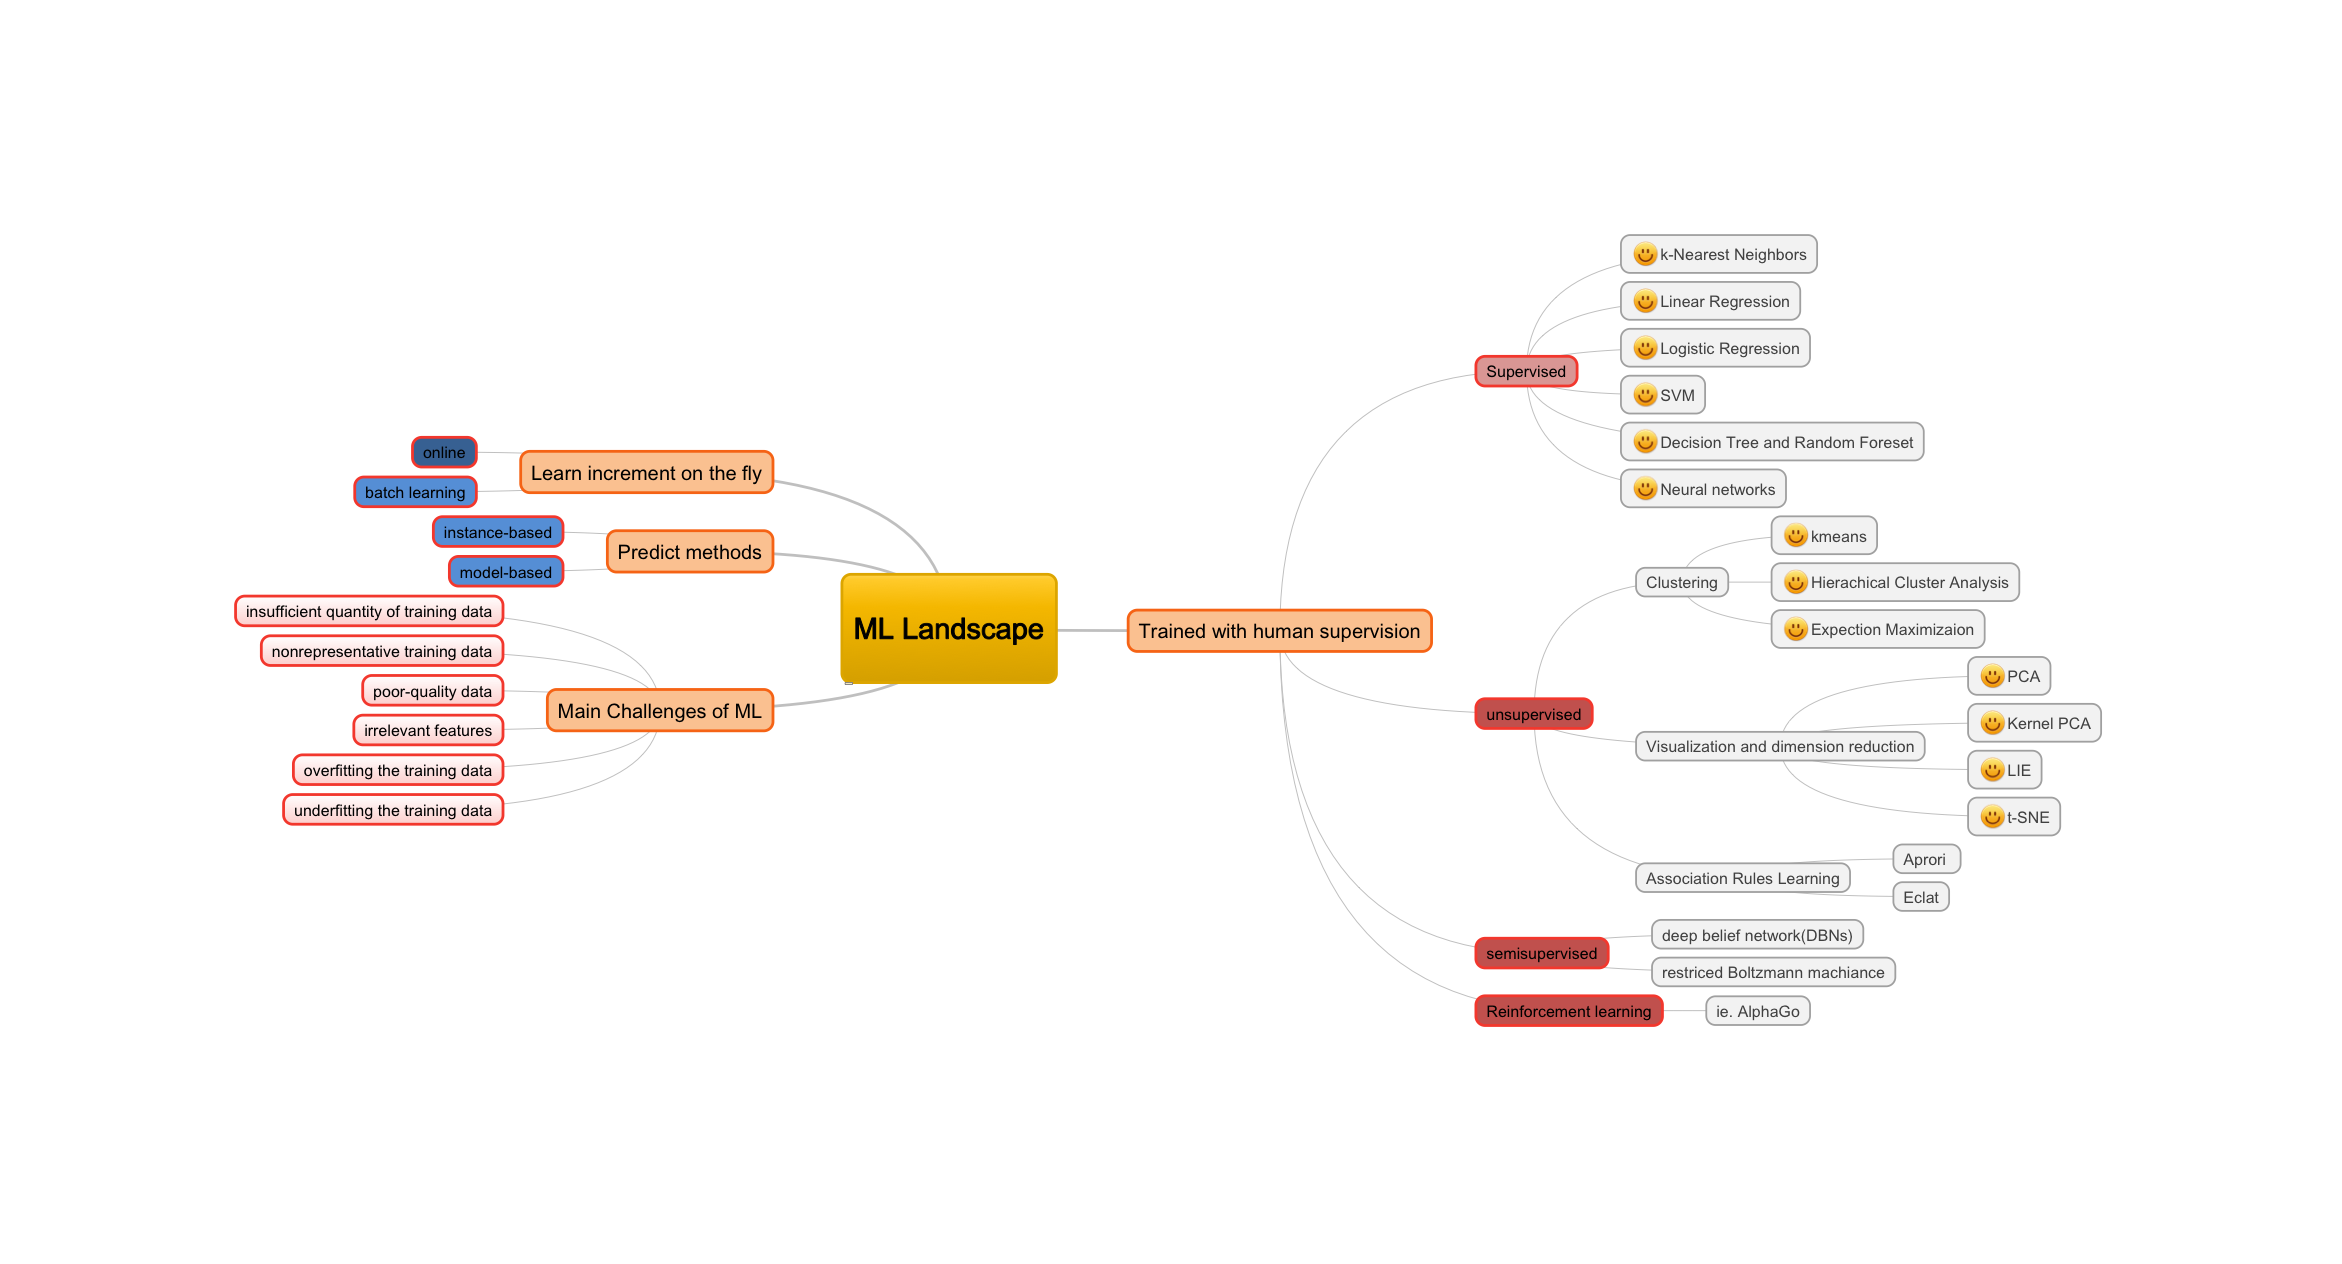 ML Landscape
Learn increment on the fly
online
batch learning
Predict methods
instance-based
model-based
Main Challenges of ML
insufficient quantity of training data
nonrepresentative training data
poor-quality data
irrelevant features
overfitting the training data
underfitting the training data
Trained with human supervision
Supervised
k-Nearest Neighbors
Linear Regression
Logistic Regression
SVM
Decision Tree and Random Foreset
Neural networks
unsupervised
Clustering
kmeans
Hierachical Cluster Analysis
Expection Maximizaion
Visualization and dimension reduction
PCA
Kernel PCA
LIE
t-SNE
Association Rules Learning
Aprori
Eclat
semisupervised
deep belief network(DBNs)
restriced Boltzmann machiance
Reinforcement learning
ie. AlphaGo